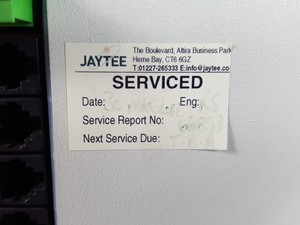 JAYTEE
The Boulevard, Altira Business Park
Herne Bay, CT6 6GZ
T:01227-265333 E:info@jaytee.co
SERVICED
Date: Eng:
Service Report No:
Next Service Due: